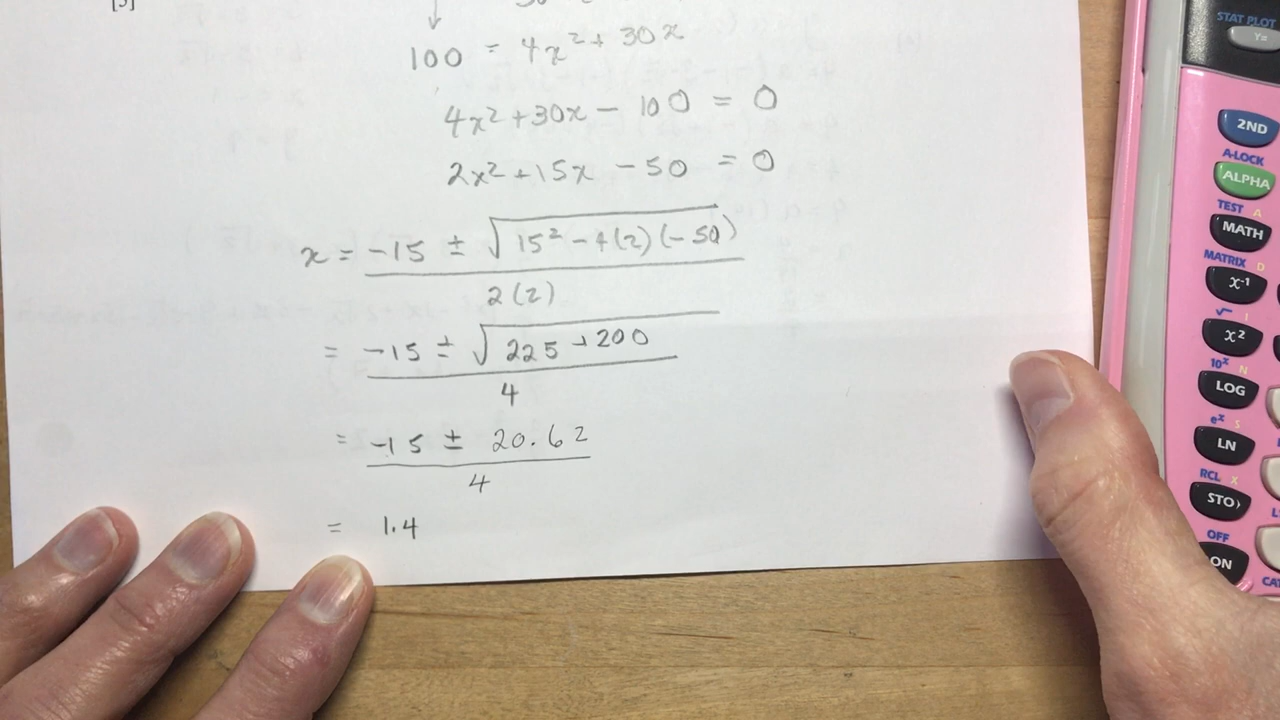 [5]
100 = 4x² + 30x
4x² + 30x − 100 = 0
2x² + 15x − 50 = 0
x = −15 ± √15² − 4(2)(−50)
2(2)
= −15 ± √225 + 200
4
= −15 ± 20.62
4
= 1.4
STAT PLOT
Y=
2ND
A-LOCK
ALPHA
TEST A
MATH
MATRIX D
x⁻¹
√ I
x²
10ˣ N
LOG
eˣ S
LN
RCL X
STO›
OFF
ON
CAT